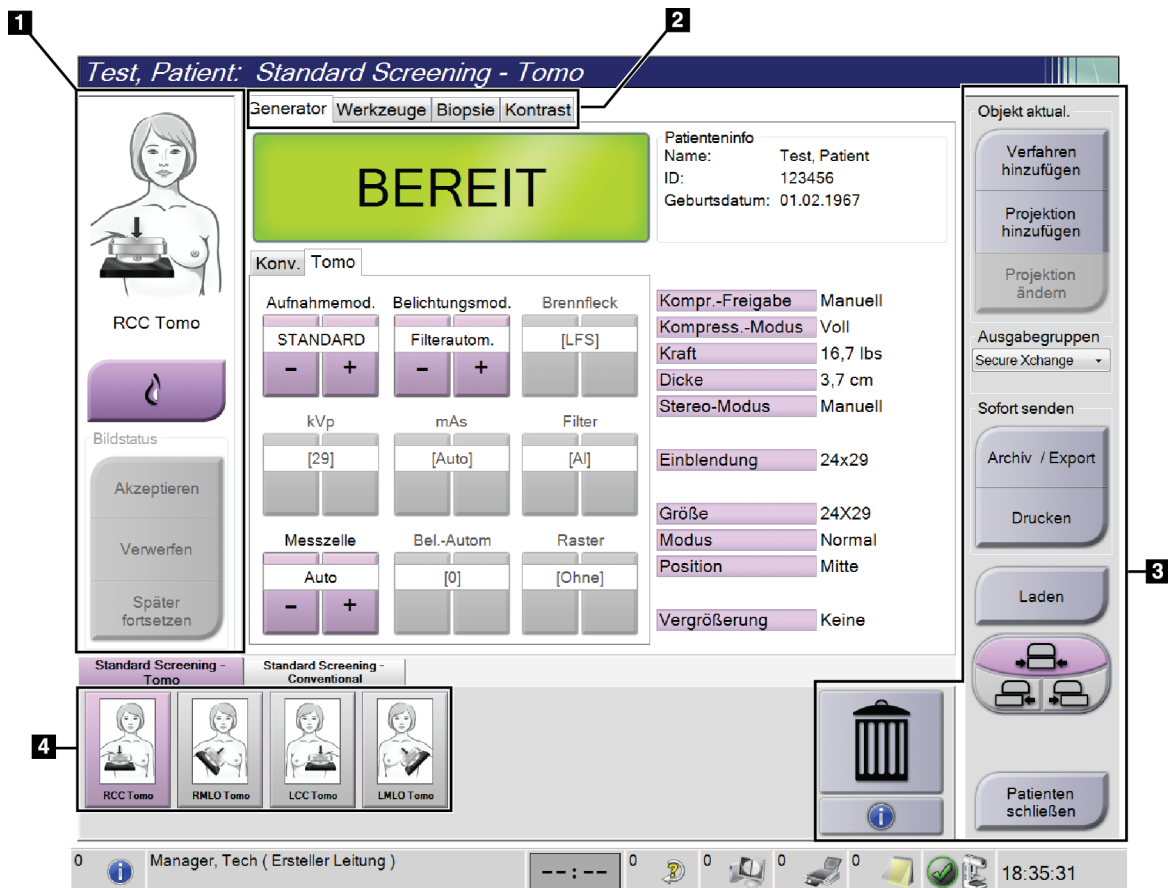 1
2
Test, Patient: Standard Screening - Tomo
Generator Werkzeuge Biopsie Kontrast
BEREIT
Patienteninfo
Name: Test, Patient
ID: 123456
Geburtsdatum: 01.02.1967
RCC Tomo
Bildstatus
Akzeptieren
Verwerfen
Später
fortsetzen
Konv. Tomo
Aufnahmemod. Belichtungsmod. Brennfleck
STANDARD Filterautom. [LFS]
- + - +
kVp mAs Filter
[29] [Auto] [Al]
Messzelle Bel.-Autom Raster
Auto [0] [Ohne]
- +
Kompr.-Freigabe Manuell
Kompress.-Modus Voll
Kraft 16,7 lbs
Dicke 3,7 cm
Stereo-Modus Manuell
Einblendung 24x29
Größe 24X29
Modus Normal
Position Mitte
Vergrößerung Keine
Objekt aktual.
Verfahren
hinzufügen
Projektion
hinzufügen
Projektion
ändern
Ausgabegruppen
Secure Xchange
Sofort senden
Archiv / Export
Drucken
3
Laden
Patienten
schließen
Standard Screening -
Tomo
Standard Screening -
Conventional
4
RCC Tomo RMLO Tomo LCC Tomo LMLO Tomo
0 Manager, Tech ( Ersteller Leitung ) --:-- 0 0 0 0 18:35:31